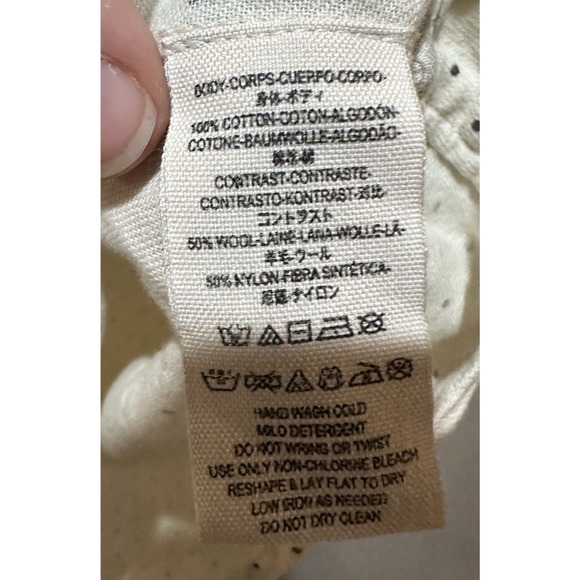 BODY-CORPS-CUERPO-CORPO-
身体-ボディ
100% COTTON-COTON-ALGODÓN-
COTONE-BAUMWOLLE-ALGODÃO-
棉花-綿
CONTRAST-CONTRASTE-
CONTRASTO-KONTRAST-对比-
コントラスト
50% WOOL-LAINE-LANA-WOLLE-LÃ-
羊毛-ウール
50% NYLON-FIBRA SINTÉTICA-
尼龍-ナイロン
HAND WASH COLD
MILD DETERGENT
DO NOT WRING OR TWIST
USE ONLY NON-CHLORINE BLEACH
RESHAPE & LAY FLAT TO DRY
LOW IRON AS NEEDED
DO NOT DRY CLEAN